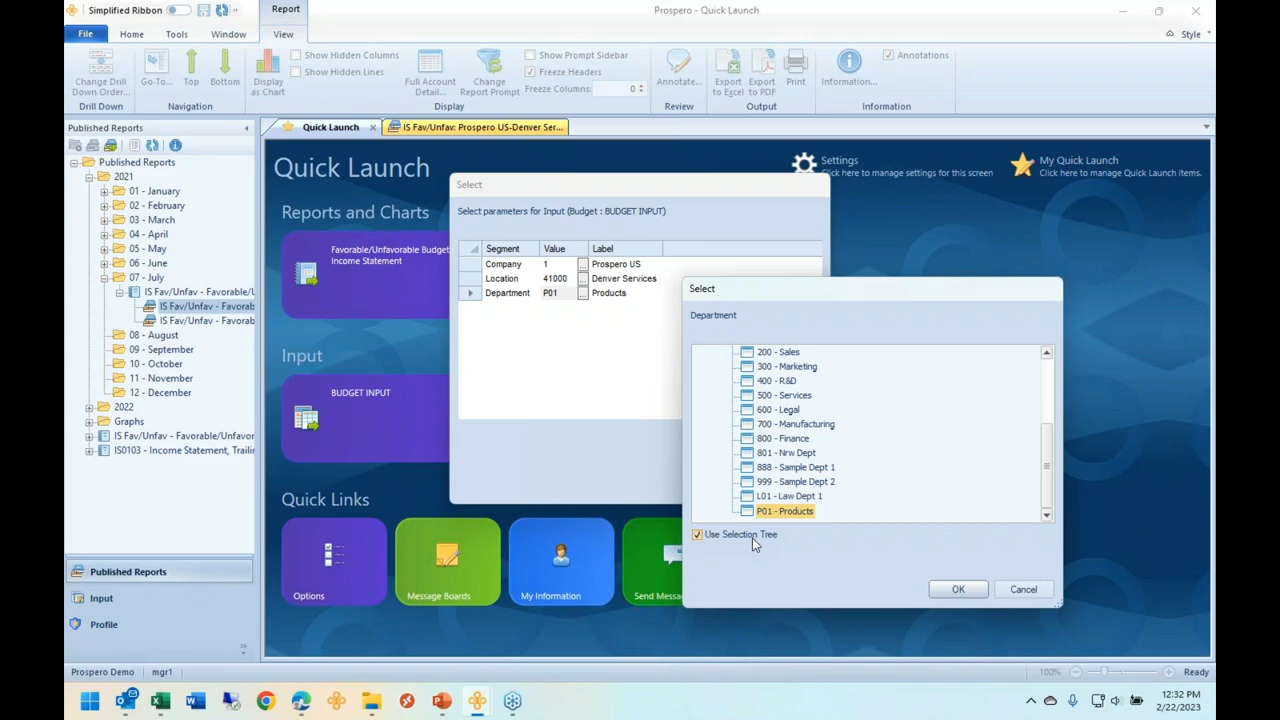 Simplified Ribbon
Report
Prospero - Quick Launch
File
Home
Tools
Window
View
Style
Change Drill
Down Order...
Drill Down
Go-To...
Top
Bottom
Navigation
Display
as Chart
Show Hidden Columns
Show Hidden Lines
Full Account
Detail...
Change
Report Prompt
Show Prompt Sidebar
Freeze Headers
Freeze Columns:
0
Display
Annotate...
Review
Export
to Excel
Export
to PDF
Print
Output
Information...
Annotations
Information
Published Reports
Published Reports
2021
01 - January
02 - February
03 - March
04 - April
05 - May
06 - June
07 - July
IS Fav/Unfav - Favorable/U
IS Fav/Unfav - Favorab
IS Fav/Unfav - Favorab
08 - August
09 - September
10 - October
11 - November
12 - December
2022
Graphs
IS Fav/Unfav - Favorable/Unfavor
IS0103 - Income Statement, Trailin
Published Reports
Input
Profile
Quick Launch
IS Fav/Unfav: Prospero US-Denver Ser...
Quick Launch
Settings
Click here to manage settings for this screen
My Quick Launch
Click here to manage Quick Launch items.
Reports and Charts
Favorable/Unfavorable Budget
Income Statement
Input
BUDGET INPUT
Quick Links
Options
Message Boards
My Information
Send Messa
Select
Select parameters for Input (Budget : BUDGET INPUT)
Segment Value Label
Company 1 ... Prospero US
Location 41000 ... Denver Services
Department P01 ... Products
Select
Department
200 - Sales
300 - Marketing
400 - R&D
500 - Services
600 - Legal
700 - Manufacturing
800 - Finance
801 - Nrw Dept
888 - Sample Dept 1
999 - Sample Dept 2
L01 - Law Dept 1
P01 - Products
Use Selection Tree
OK
Cancel
Prospero Demo
mgr1
100%
Ready
12:32 PM
2/22/2023